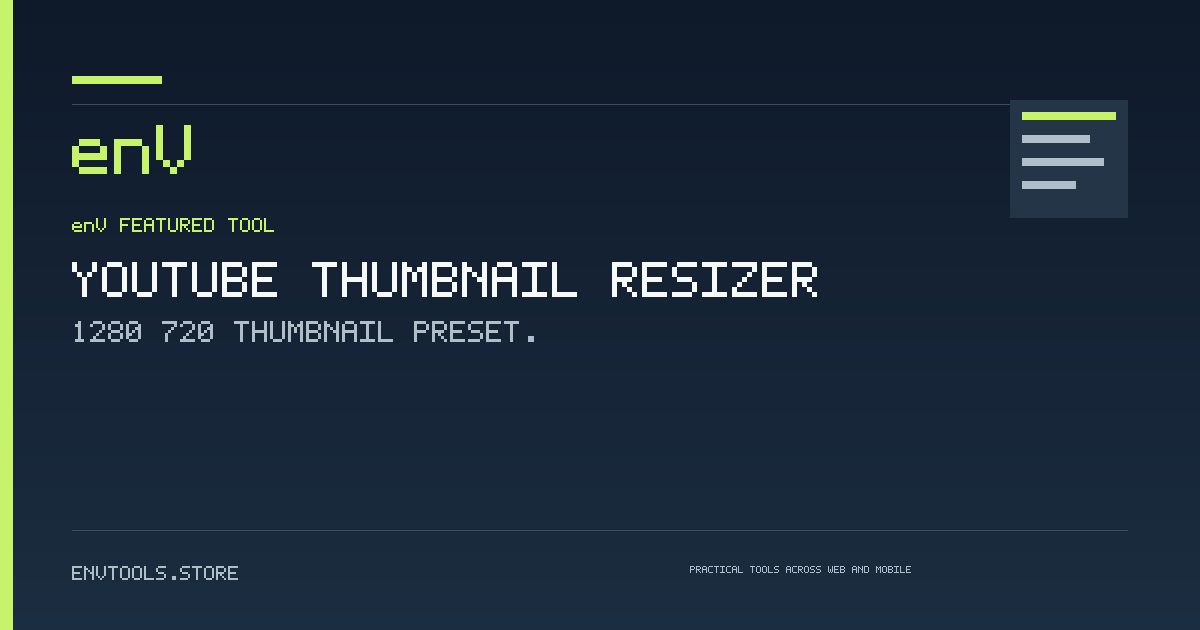 enV
enV FEATURED TOOL
YOUTUBE THUMBNAIL RESIZER
1280 720 THUMBNAIL PRESET.
ENVTOOLS.STORE
PRACTICAL TOOLS ACROSS WEB AND MOBILE